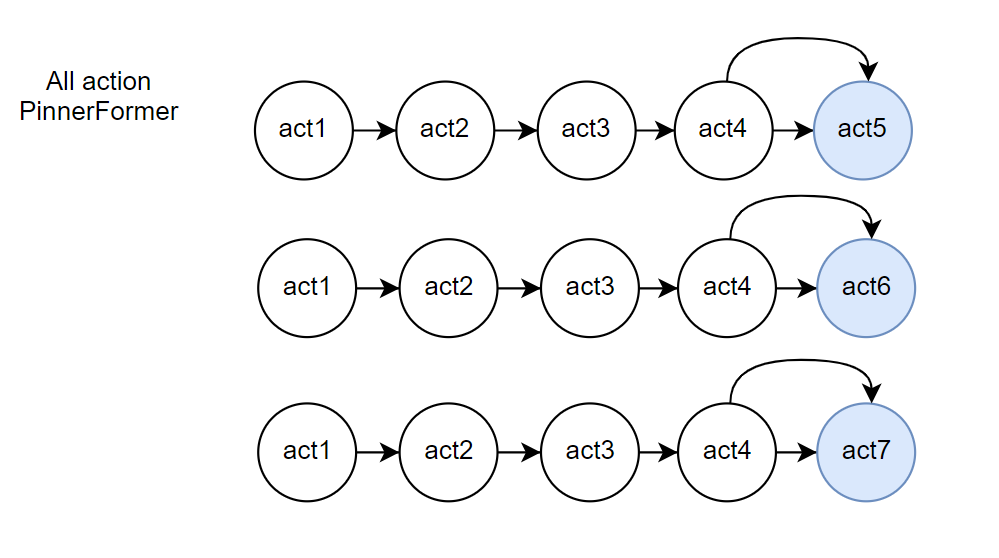 All action
PinnerFormer
act1 act2 act3 act4 act5
act1 act2 act3 act4 act6
act1 act2 act3 act4 act7